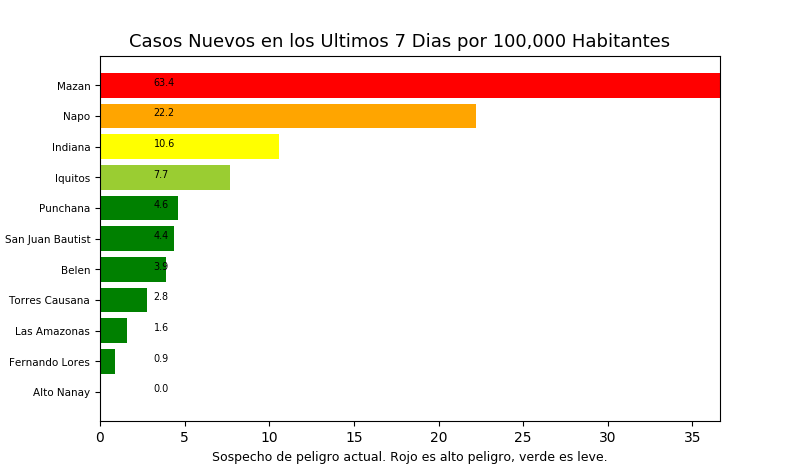 Casos Nuevos en los Ultimos 7 Dias por 100,000 Habitantes
Mazan 63.4
Napo 22.2
Indiana 10.6
Iquitos 7.7
Punchana 4.6
San Juan Bautist 4.4
Belen 3.9
Torres Causana 2.8
Las Amazonas 1.6
Fernando Lores 0.9
Alto Nanay 0.0
0 5 10 15 20 25 30 35
Sospecho de peligro actual. Rojo es alto peligro, verde es leve.